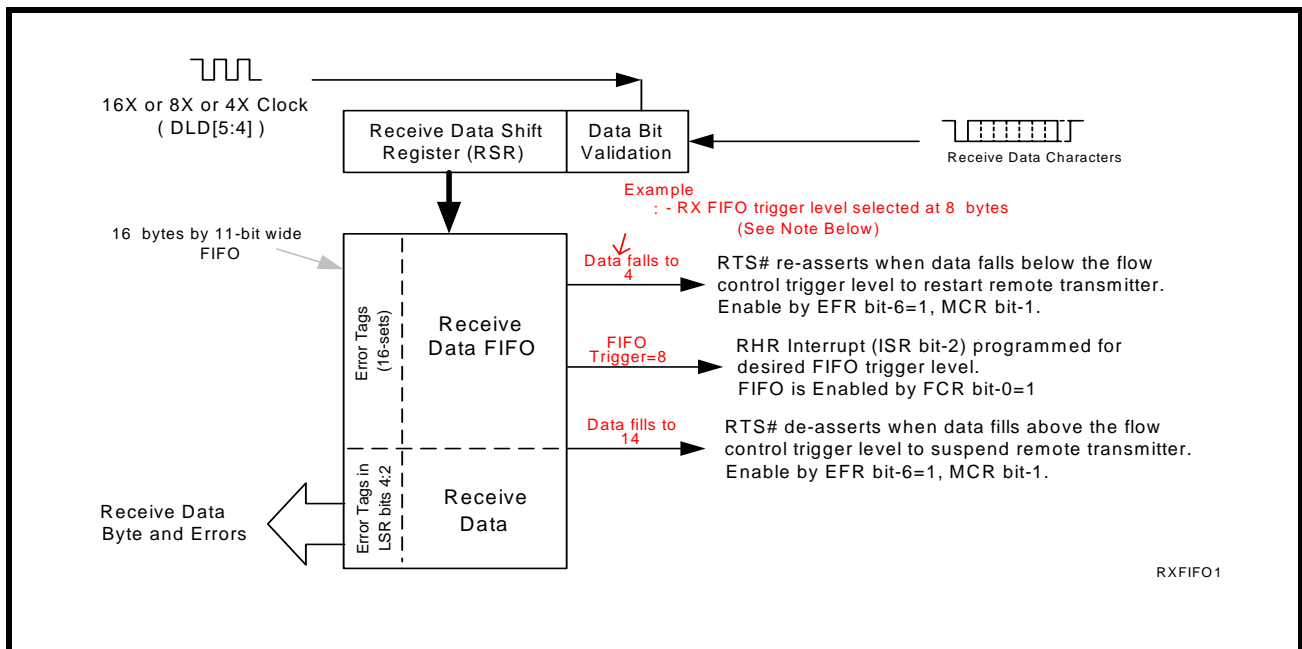 16X or 8X or 4X Clock
( DLD[5:4] )
Receive Data Shift
Register (RSR)
Data Bit
Validation
Receive Data Characters
Example
: - RX FIFO trigger level selected at 8 bytes
(See Note Below)
16 bytes by 11-bit wide
FIFO
Error Tags
(16-sets)
Receive
Data FIFO
Data falls to
4
RTS# re-asserts when data falls below the flow
control trigger level to restart remote transmitter.
Enable by EFR bit-6=1, MCR bit-1.
FIFO
Trigger=8
RHR Interrupt (ISR bit-2) programmed for
desired FIFO trigger level.
FIFO is Enabled by FCR bit-0=1
Data fills to
14
RTS# de-asserts when data fills above the flow
control trigger level to suspend remote transmitter.
Enable by EFR bit-6=1, MCR bit-1.
Error Tags in
LSR bits 4:2
Receive
Data
Receive Data
Byte and Errors
RXFIFO1